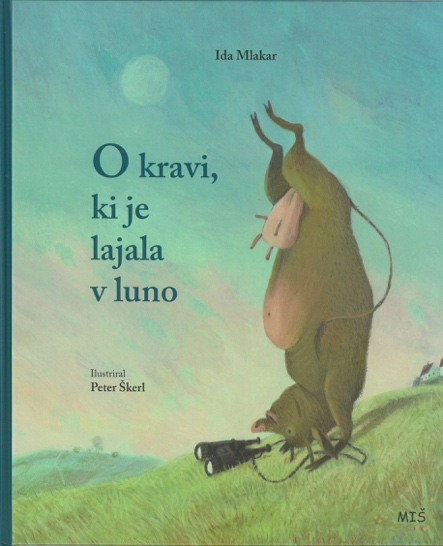 Ida Mlakar
O kravi,
ki je
lajala
v luno
Ilustriral
Peter Škerl
MIŠ